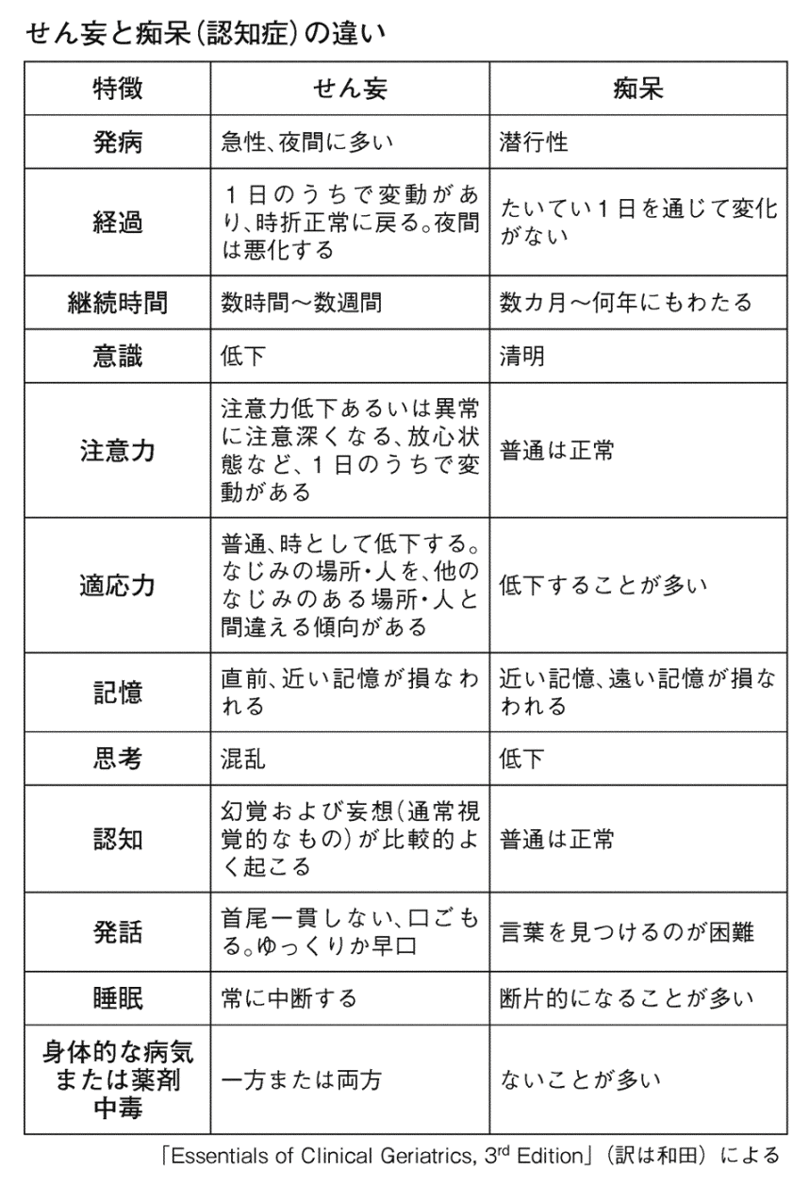 せん妄と痴呆(認知症)の違い
特徴
せん妄
痴呆
発病
急性、夜間に多い
潜行性
経過
1日のうちで変動があ
り、時折正常に戻る。夜間
は悪化する
たいてい1日を通じて変化
がない
継続時間
数時間～数週間
数カ月～何年にもわたる
意識
低下
清明
注意力
注意力低下あるいは異常
に注意深くなる、放心状
態など、1日のうちで変
動がある
普通は正常
適応力
普通、時として低下する。
なじみの場所・人を、他の
なじみのある場所・人と
間違える傾向がある
低下することが多い
記憶
直前、近い記憶が損なわ
れる
近い記憶、遠い記憶が損な
われる
思考
混乱
低下
認知
幻覚および妄想(通常視
覚的なもの)が比較的よ
く起こる
普通は正常
発話
首尾一貫しない、口ごも
る。ゆっくりか早口
言葉を見つけるのが困難
睡眠
常に中断する
断片的になることが多い
身体的な病気
または薬剤
中毒
一方または両方
ないことが多い
「Essentials of Clinical Geriatrics, 3rd Edition」(訳は和田)による